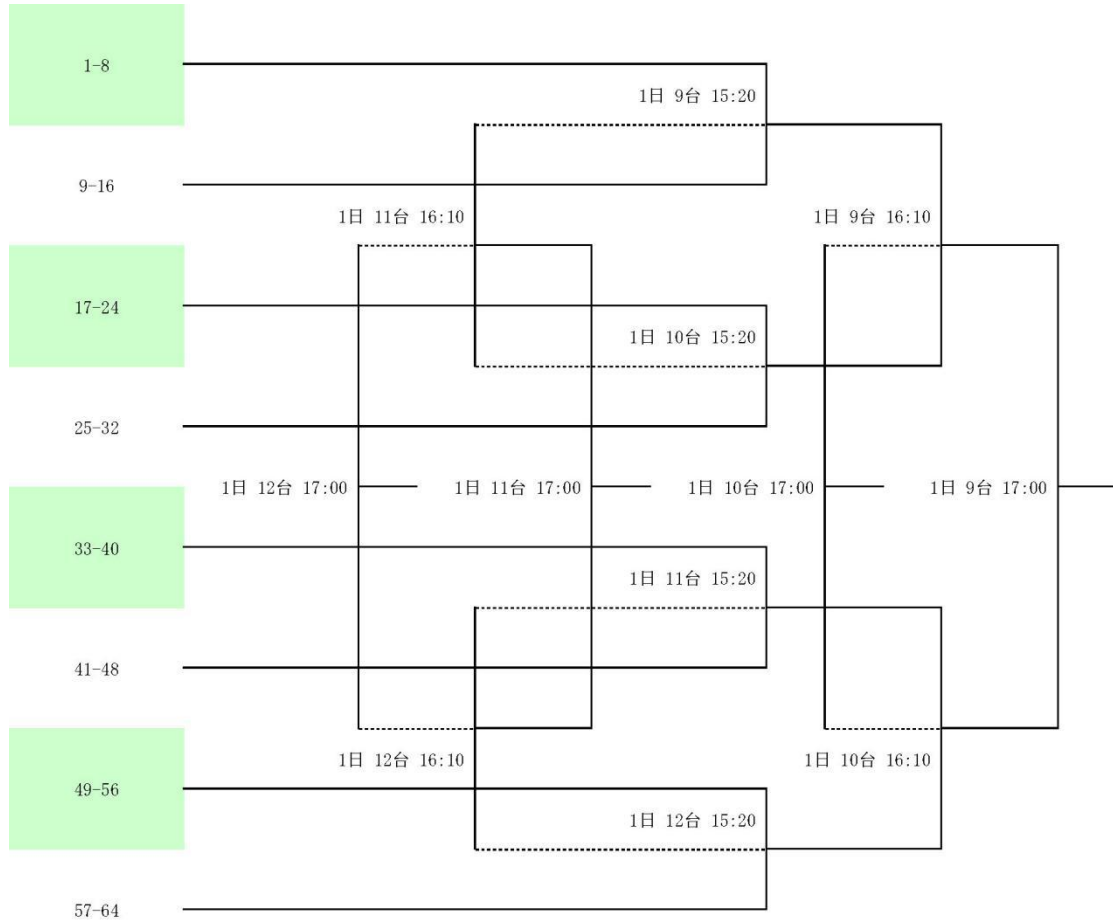 1-8
1日 9台 15:20
9-16
1日 11台 16:10
1日 9台 16:10
17-24
1日 10台 15:20
25-32
1日 12台 17:00
1日 11台 17:00
1日 10台 17:00
1日 9台 17:00
33-40
1日 11台 15:20
41-48
1日 12台 16:10
1日 10台 16:10
49-56
1日 12台 15:20
57-64